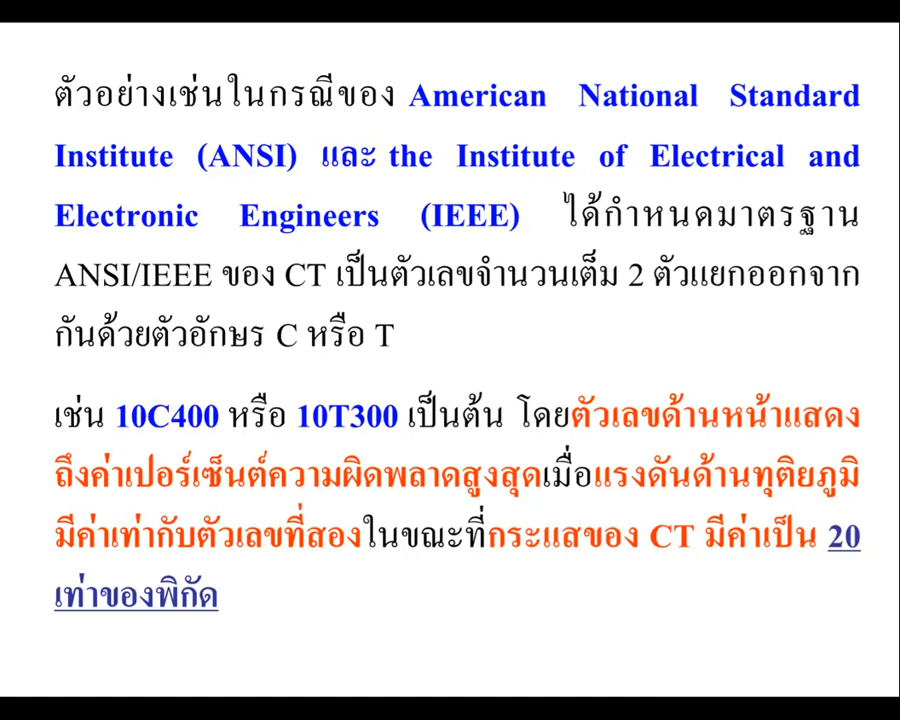 ตัวอย่างเช่นในกรณีของ American National Standard
Institute (ANSI) และ the Institute of Electrical and
Electronic Engineers (IEEE) ได้กำหนดมาตรฐาน
ANSI/IEEE ของ CT เป็นตัวเลขจำนวนเต็ม 2 ตัวแยกออกจาก
กันด้วยตัวอักษร C หรือ T
เช่น 10C400 หรือ 10T300 เป็นต้น โดยตัวเลขด้านหน้าแสดง
ถึงค่าเปอร์เซ็นต์ความผิดพลาดสูงสุดเมื่อแรงดันด้านทุติยภูมิ
มีค่าเท่ากับตัวเลขที่สองในขณะที่กระแสของ CT มีค่าเป็น 20
เท่าของพิกัด